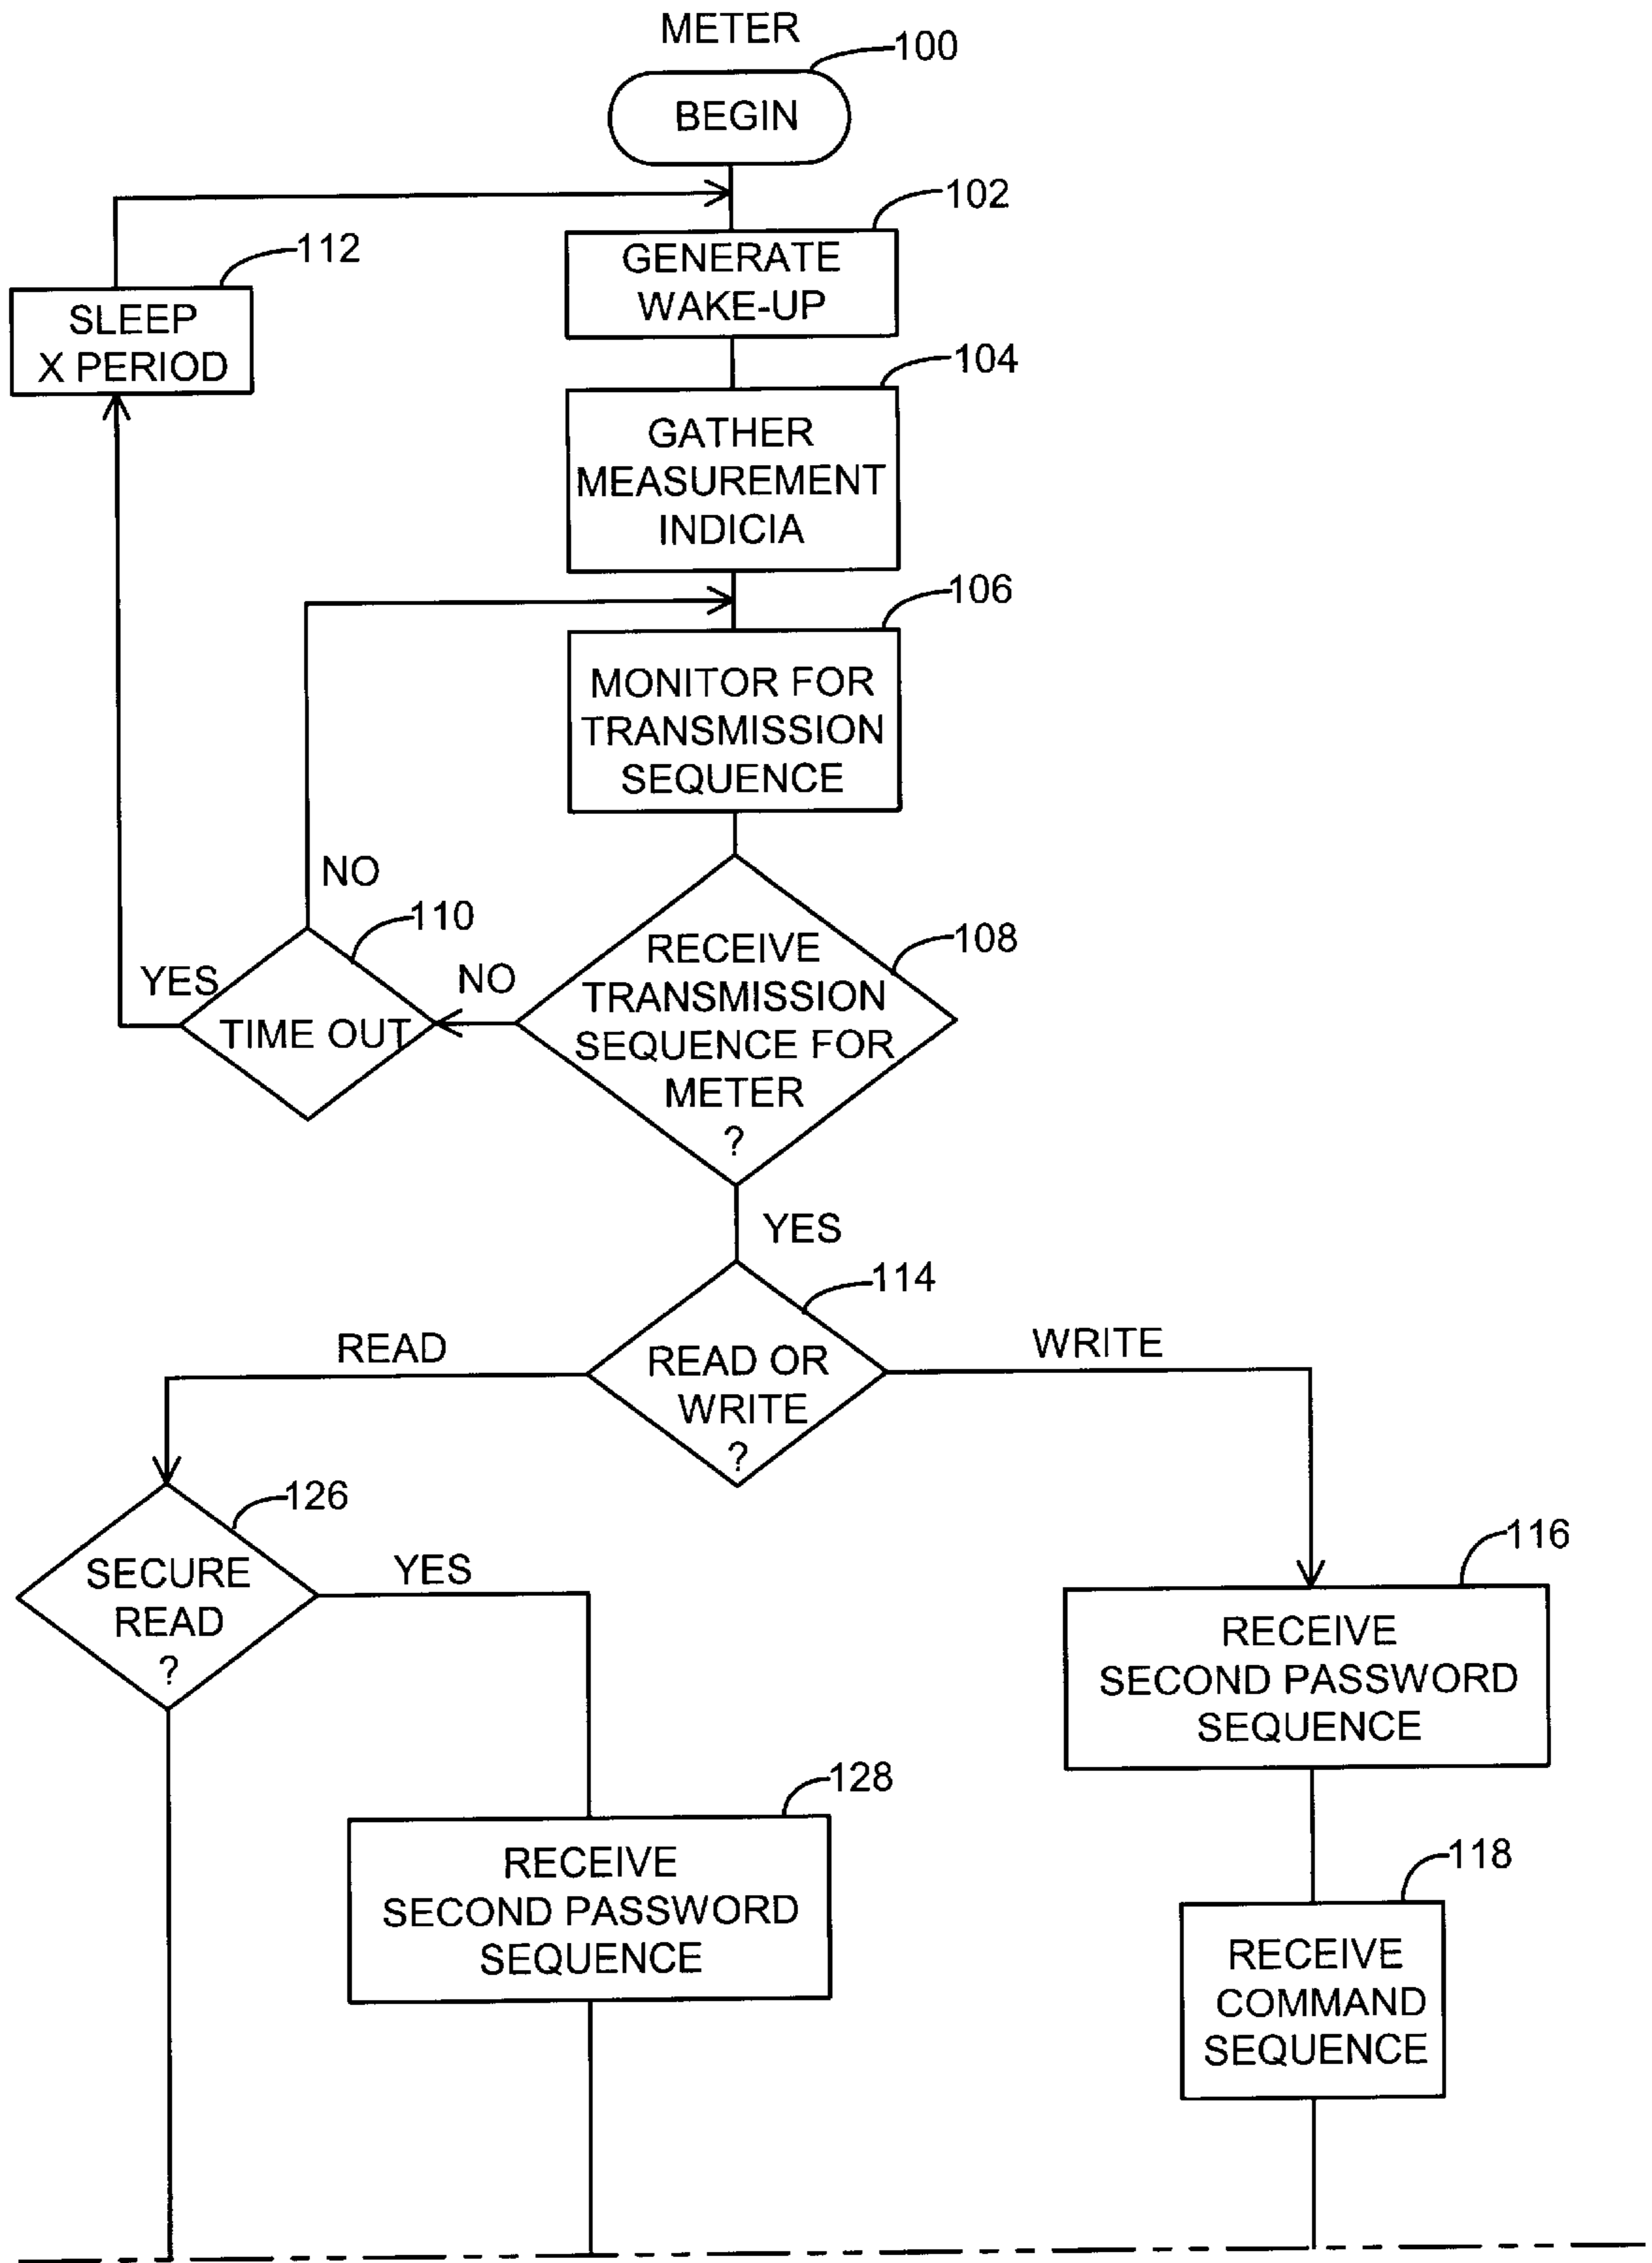 METER
100
BEGIN
102
GENERATE
WAKE-UP
112
SLEEP
X PERIOD
104
GATHER
MEASUREMENT
INDICIA
106
MONITOR FOR
TRANSMISSION
SEQUENCE
NO
110
YES
TIME OUT
NO
108
RECEIVE
TRANSMISSION
SEQUENCE FOR
METER
?
YES
114
READ
READ OR
WRITE
?
WRITE
126
SECURE
READ
?
YES
116
RECEIVE
SECOND PASSWORD
SEQUENCE
128
RECEIVE
SECOND PASSWORD
SEQUENCE
118
RECEIVE
COMMAND
SEQUENCE